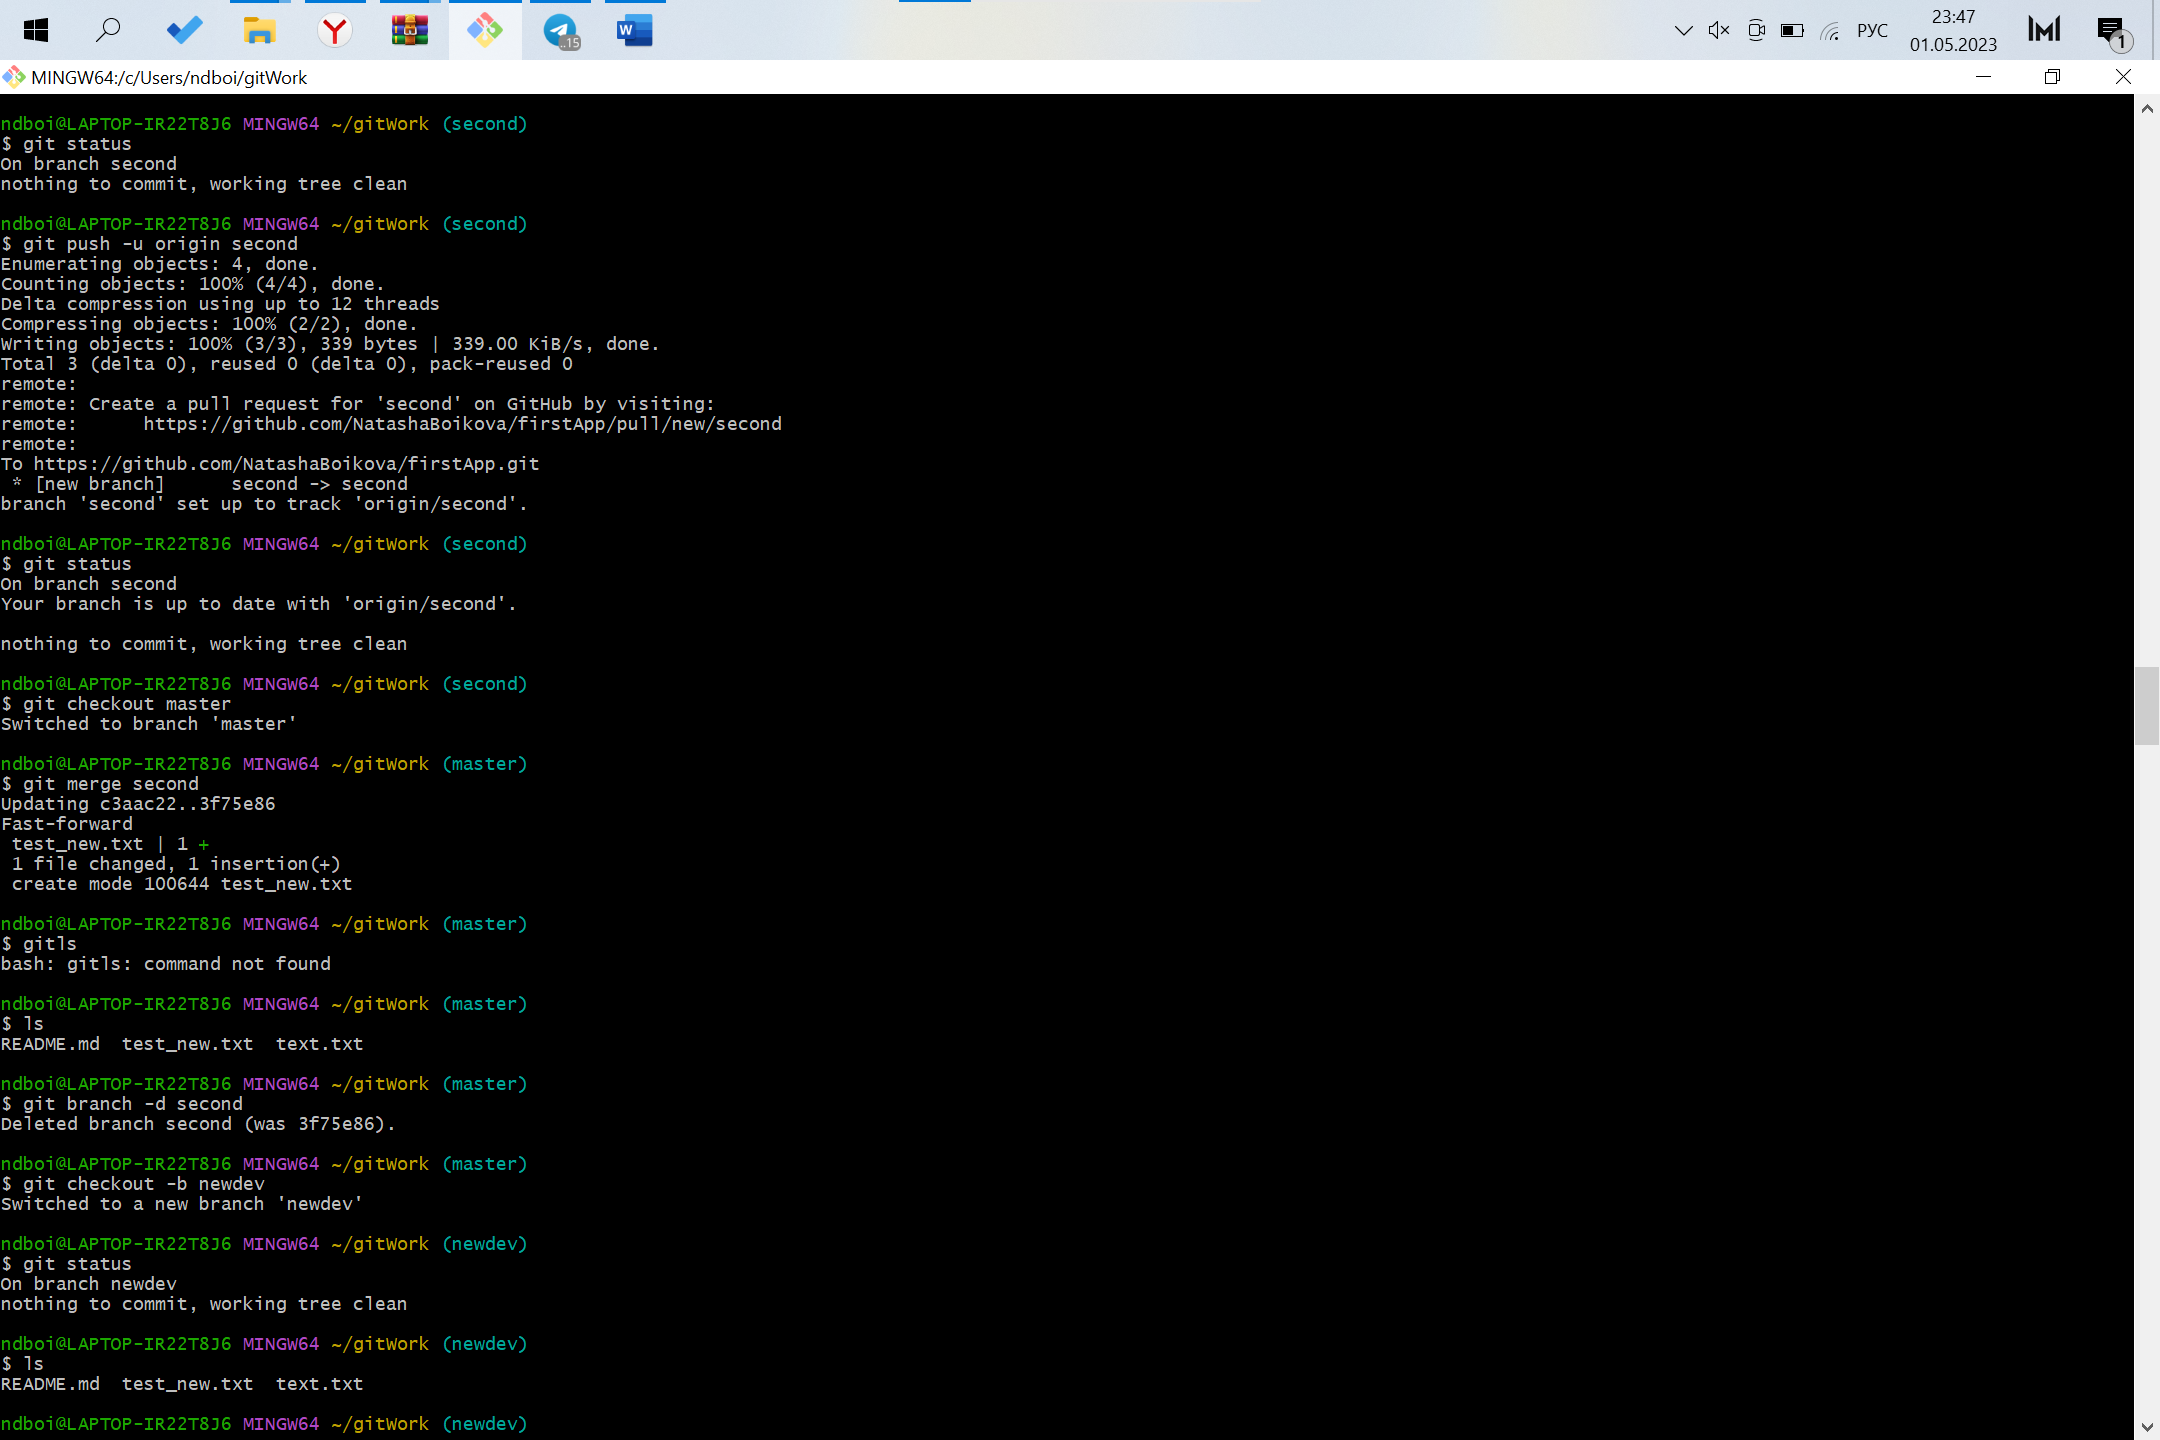 15
W
РУС
23:47
01.05.2023
1
MINGW64:/c/Users/ndboi/gitWork
ndboi@LAPTOP-IR22T8J6 MINGW64 ~/gitWork (second)
$ git status
On branch second
nothing to commit, working tree clean
ndboi@LAPTOP-IR22T8J6 MINGW64 ~/gitWork (second)
$ git push -u origin second
Enumerating objects: 4, done.
Counting objects: 100% (4/4), done.
Delta compression using up to 12 threads
Compressing objects: 100% (2/2), done.
Writing objects: 100% (3/3), 339 bytes | 339.00 KiB/s, done.
Total 3 (delta 0), reused 0 (delta 0), pack-reused 0
remote:
remote: Create a pull request for 'second' on GitHub by visiting:
remote:      https://github.com/NatashaBoikova/firstApp/pull/new/second
remote:
To https://github.com/NatashaBoikova/firstApp.git
 * [new branch]      second -> second
branch 'second' set up to track 'origin/second'.
ndboi@LAPTOP-IR22T8J6 MINGW64 ~/gitWork (second)
$ git status
On branch second
Your branch is up to date with 'origin/second'.
nothing to commit, working tree clean
ndboi@LAPTOP-IR22T8J6 MINGW64 ~/gitWork (second)
$ git checkout master
Switched to branch 'master'
ndboi@LAPTOP-IR22T8J6 MINGW64 ~/gitWork (master)
$ git merge second
Updating c3aac22..3f75e86
Fast-forward
 test_new.txt | 1 +
 1 file changed, 1 insertion(+)
 create mode 100644 test_new.txt
ndboi@LAPTOP-IR22T8J6 MINGW64 ~/gitWork (master)
$ gitls
bash: gitls: command not found
ndboi@LAPTOP-IR22T8J6 MINGW64 ~/gitWork (master)
$ ls
README.md  test_new.txt  text.txt
ndboi@LAPTOP-IR22T8J6 MINGW64 ~/gitWork (master)
$ git branch -d second
Deleted branch second (was 3f75e86).
ndboi@LAPTOP-IR22T8J6 MINGW64 ~/gitWork (master)
$ git checkout -b newdev
Switched to a new branch 'newdev'
ndboi@LAPTOP-IR22T8J6 MINGW64 ~/gitWork (newdev)
$ git status
On branch newdev
nothing to commit, working tree clean
ndboi@LAPTOP-IR22T8J6 MINGW64 ~/gitWork (newdev)
$ ls
README.md  test_new.txt  text.txt
ndboi@LAPTOP-IR22T8J6 MINGW64 ~/gitWork (newdev)